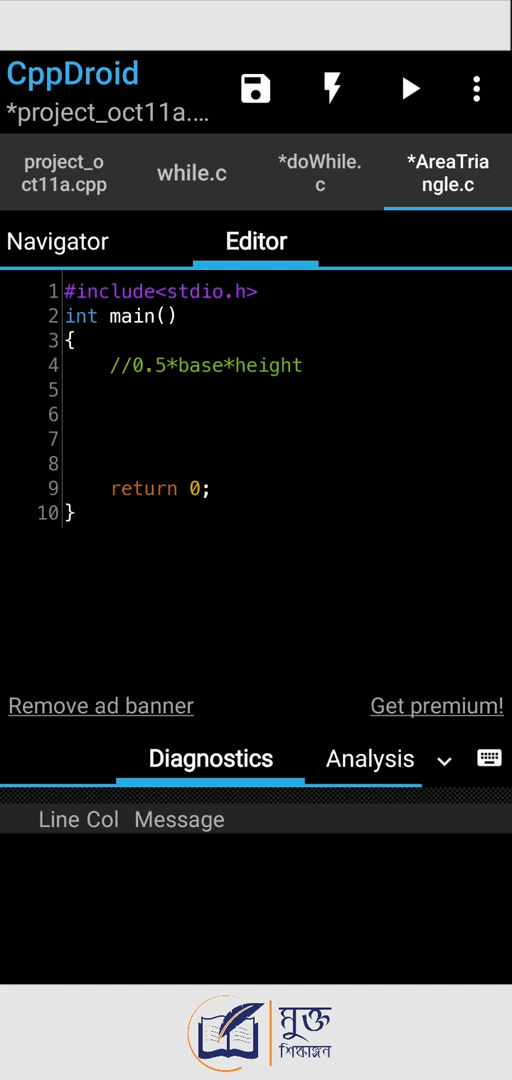 CppDroid
*project_oct11a....
project_o
ct11a.cpp
while.c
*doWhile.
c
*AreaTria
ngle.c
Navigator
Editor
1 #include<stdio.h>
2 int main()
3 {
4 //0.5*base*height
5
6
7
8
9 return 0;
10 }
Remove ad banner
Get premium!
Diagnostics
Analysis
Line Col Message
মুক্ত
শিক্ষাঙ্গন